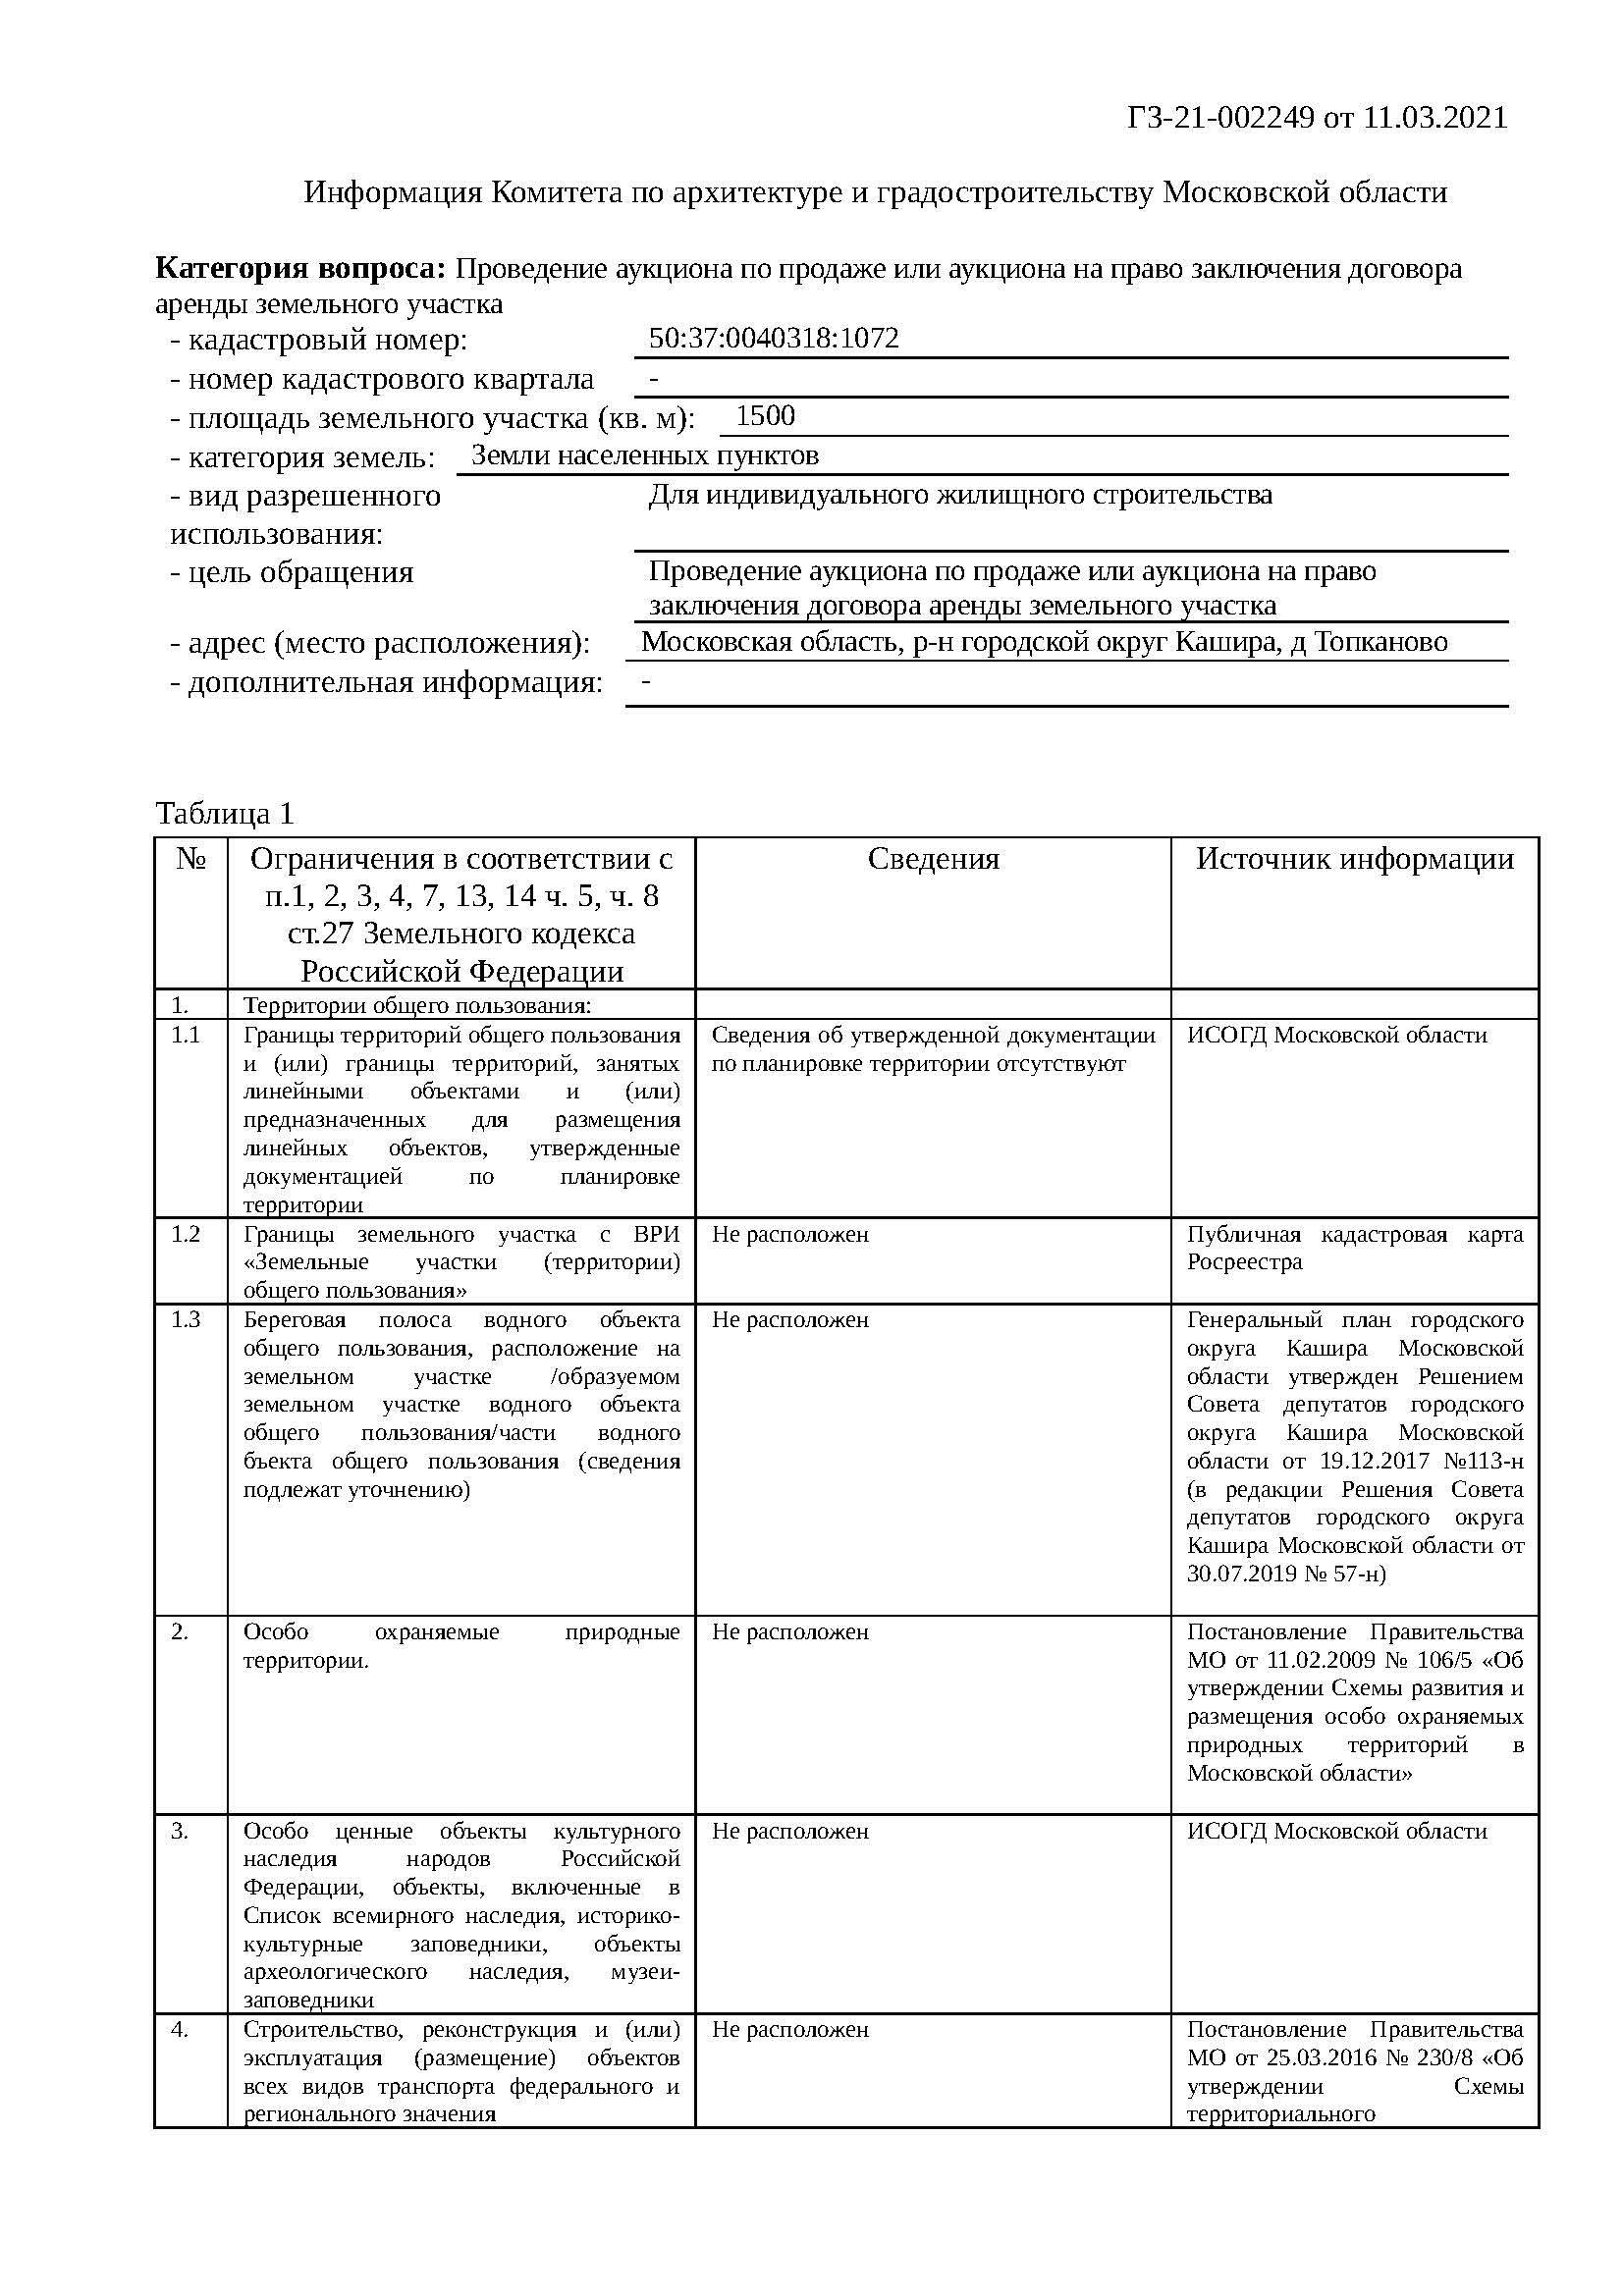 ГЗ-21-002249 от 11.03.2021
Информация Комитета по архитектуре и градостроительству Московской области
Категория вопроса: Проведение аукциона по продаже или аукциона на право заключения договора
аренды земельного участка
- кадастровый номер: 50:37:0040318:1072
- номер кадастрового квартала -
- площадь земельного участка (кв. м): 1500
- категория земель: Земли населенных пунктов
- вид разрешенного Для индивидуального жилищного строительства
использования:
- цель обращения Проведение аукциона по продаже или аукциона на право
заключения договора аренды земельного участка
- адрес (место расположения): Московская область, р-н городской округ Кашира, д Топканово
- дополнительная информация: -
Таблица 1
№
Ограничения в соответствии с
п.1, 2, 3, 4, 7, 13, 14 ч. 5, ч. 8
ст.27 Земельного кодекса
Российской Федерации
Сведения
Источник информации
1.
Территории общего пользования:
1.1
Границы территорий общего пользования
и (или) границы территорий, занятых
линейными объектами и (или)
предназначенных для размещения
линейных объектов, утвержденные
документацией по планировке
территории
Сведения об утвержденной документации
по планировке территории отсутствуют
ИСОГД Московской области
1.2
Границы земельного участка с ВРИ
«Земельные участки (территории)
общего пользования»
Не расположен
Публичная кадастровая карта
Росреестра
1.3
Береговая полоса водного объекта
общего пользования, расположение на
земельном участке /образуемом
земельном участке водного объекта
общего пользования/части водного
бъекта общего пользования (сведения
подлежат уточнению)
Не расположен
Генеральный план городского
округа Кашира Московской
области утвержден Решением
Совета депутатов городского
округа Кашира Московской
области от 19.12.2017 №113-н
(в редакции Решения Совета
депутатов городского округа
Кашира Московской области от
30.07.2019 № 57-н)
2.
Особо охраняемые природные
территории.
Не расположен
Постановление Правительства
МО от 11.02.2009 № 106/5 «Об
утверждении Схемы развития и
размещения особо охраняемых
природных территорий в
Московской области»
3.
Особо ценные объекты культурного
наследия народов Российской
Федерации, объекты, включенные в
Список всемирного наследия, историко-
культурные заповедники, объекты
археологического наследия, музеи-
заповедники
Не расположен
ИСОГД Московской области
4.
Строительство, реконструкция и (или)
эксплуатация (размещение) объектов
всех видов транспорта федерального и
регионального значения
Не расположен
Постановление Правительства
МО от 25.03.2016 № 230/8 «Об
утверждении Схемы
территориального